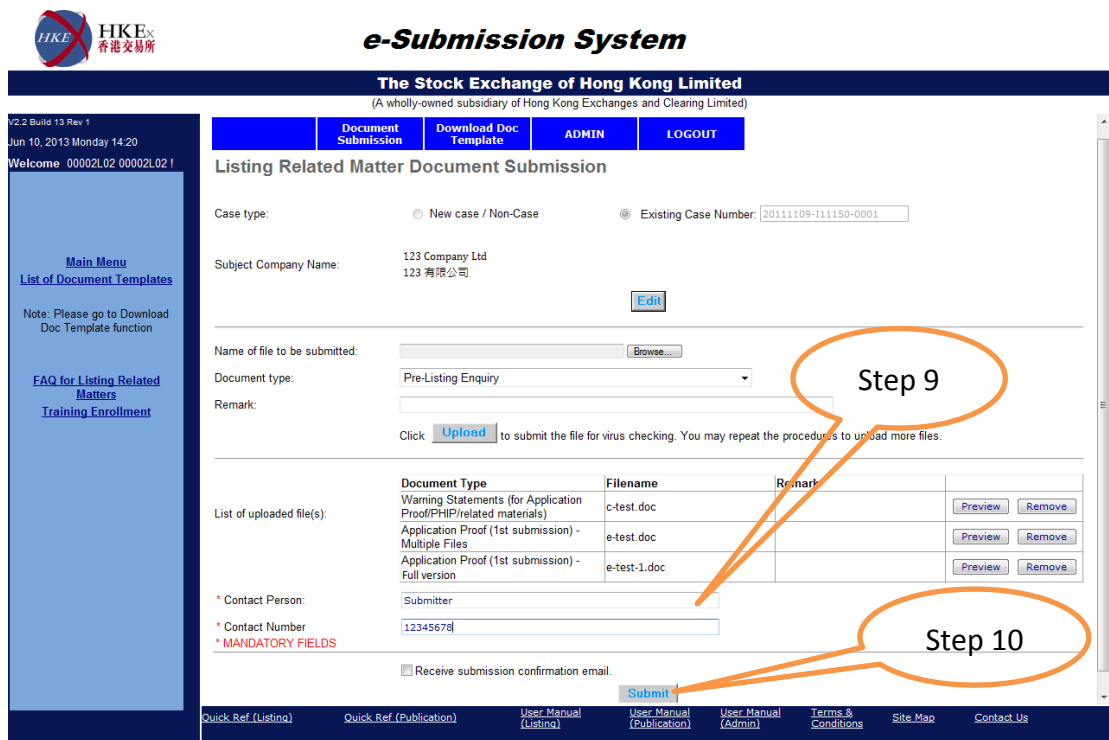 HKEx
HKEx
香港交易所
e-Submission System
The Stock Exchange of Hong Kong Limited
(A wholly-owned subsidiary of Hong Kong Exchanges and Clearing Limited)
V2.2 Build 13 Rev 1
Jun 10, 2013 Monday 14:20
Welcome 00002L02 00002L02 !
Main Menu
List of Document Templates
Note: Please go to Download
Doc Template function
FAQ for Listing Related
Matters
Training Enrollment
Document
Submission
Download Doc
Template
ADMIN
LOGOUT
Listing Related Matter Document Submission
Case type:
New case / Non-Case
Existing Case Number: 20111109-I11150-0001
Subject Company Name:
123 Company Ltd
123 有限公司
Edit
Name of file to be submitted:
Browse...
Document type:
Pre-Listing Enquiry
Remark:
Click Upload to submit the file for virus checking. You may repeat the procedures to upload more files.
Step 9
List of uploaded file(s):
Document Type Filename Remark
Warning Statements (for Application
Proof/PHIP/related materials)
c-test.doc
Preview Remove
Application Proof (1st submission) -
Multiple Files
e-test.doc
Preview Remove
Application Proof (1st submission) -
Full version
e-test-1.doc
Preview Remove
* Contact Person:
Submitter
* Contact Number
12345678
* MANDATORY FIELDS
Step 10
Receive submission confirmation email.
Submit
Quick Ref (Listing)
Quick Ref (Publication)
User Manual
(Listing)
User Manual
(Publication)
User Manual
(Admin)
Terms &
Conditions
Site Map
Contact Us